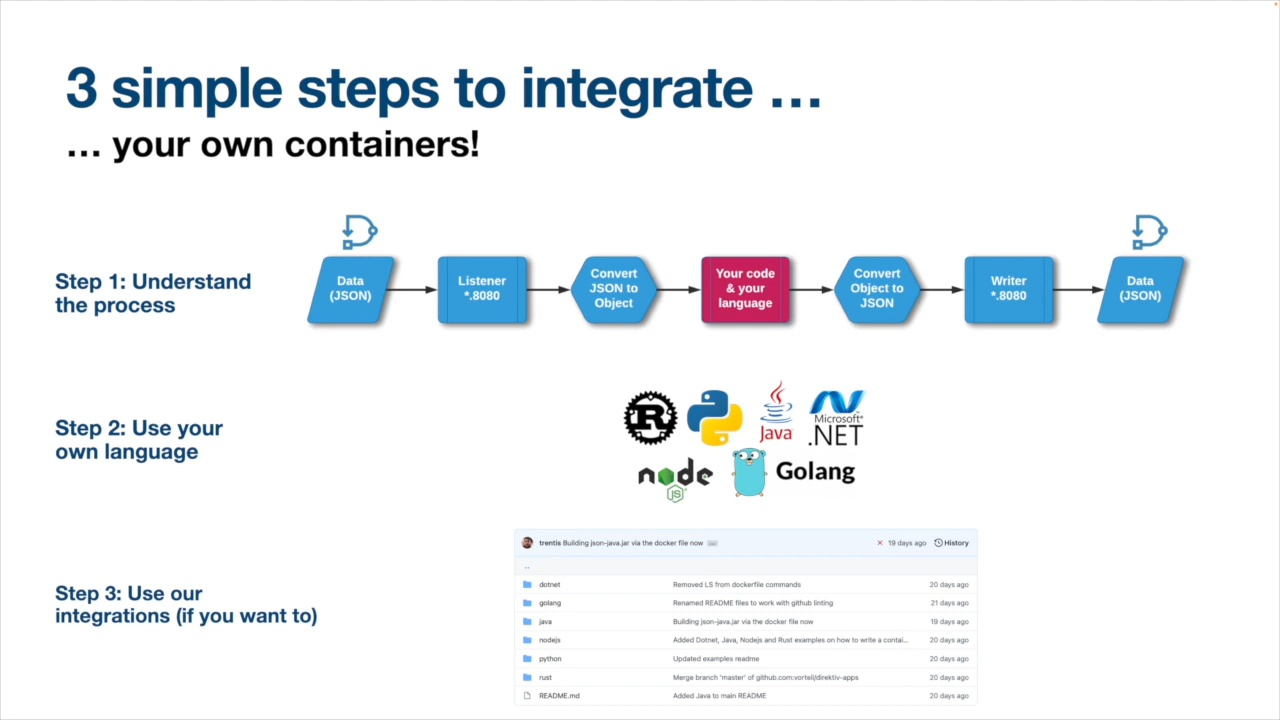 3 simple steps to integrate ...
... your own containers!
Step 1: Understand
the process
Data
(JSON)
Listener
*.8080
Convert
JSON to
Object
Your code
& your
language
Convert
Object to
JSON
Writer
*.8080
Data
(JSON)
Step 2: Use your
own language
R
Java
Microsoft®
.NET
node
JS
Golang
Step 3: Use our
integrations (if you want to)
trentis Building json-java.jar via the docker file now ... 19 days ago History
..
dotnet Removed LS from dockerfile commands 20 days ago
golang Renamed README files to work with github linting 21 days ago
java Building json-java.jar via the docker file now 19 days ago
nodejs Added Dotnet, Java, Nodejs and Rust examples on how to write a contai... 20 days ago
python Updated examples readme 20 days ago
rust Merge branch 'master' of github.com:vorteil/direktiv-apps 20 days ago
README.md Added Java to main README 20 days ago